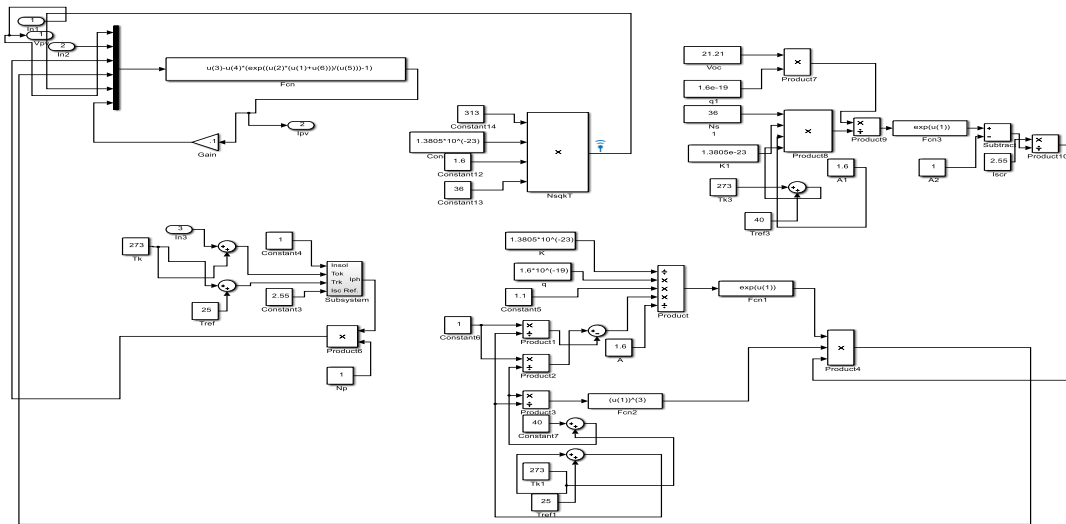 1
In1
1
Vpv
2
In2
u(3)-u(4)*(exp((u(2)*(u(1)+u(6)))/(u(5)))-1)
Fcn
2
Ipv
.1
Gain
313
Constant14
1.3805*10^(-23)
1.6
Constant12
36
Constant13
×
NsqkT
21.21
Voc
1.6e-19
q1
×
Product7
36
Ns
1
1.3805e-23
K1
×
Product8
×
÷
Product9
exp(u(1))
Fcn3
+
−
Subtract
×
÷
Product10
1.6
A1
1
A2
2.55
Iscr
273
Tk3
40
Tref3
3
In3
273
Tk
25
Tref
1
Constant4
2.55
Constant3
Insol
Tok
Trk
Isc Ref.
Iph
Subsystem
×
Product6
1
Np
1.3805*10^(-23)
K
1.6*10^(-19)
q
1.1
Constant5
÷
×
×
×
÷
Product
exp(u(1))
Fcn1
1
Constant6
×
÷
Product1
×
÷
Product2
1.6
A
×
Product4
×
÷
Product3
(u(1))^(3)
Fcn2
40
Constant7
273
Tk1
25
Tref1